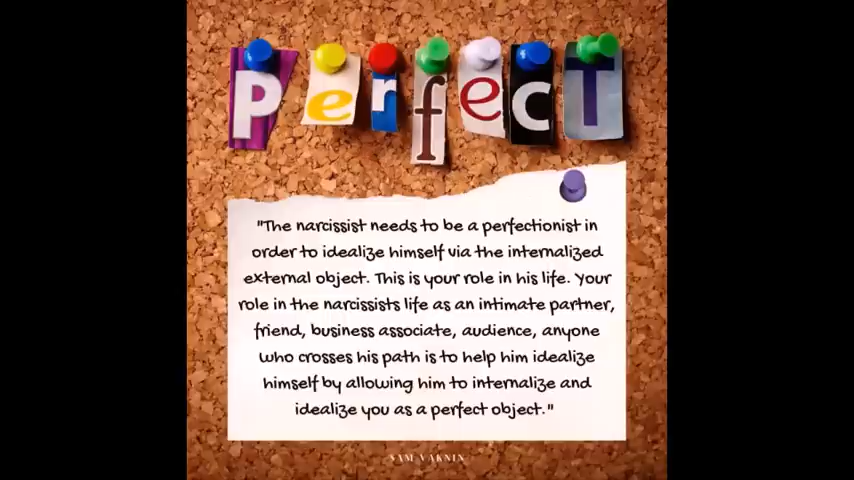 PerfecT
"The narcissist needs to be a perfectionist in
order to idealize himself via the internalized
external object. This is your role in his life. Your
role in the narcissists life as an intimate partner,
friend, business associate, audience, anyone
who crosses his path is to help him idealize
himself by allowing him to internalize and
idealize you as a perfect object."
SAM VAKNIN